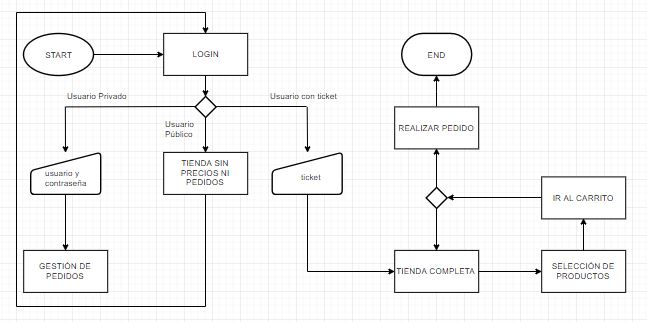 START
LOGIN
END
Usuario Privado
Usuario con ticket
Usuario
Público
REALIZAR PEDIDO
usuario y
contraseña
TIENDA SIN
PRECIOS NI
PEDIDOS
ticket
IR AL CARRITO
GESTIÓN DE
PEDIDOS
TIENDA COMPLETA
SELECCIÓN DE
PRODUCTOS